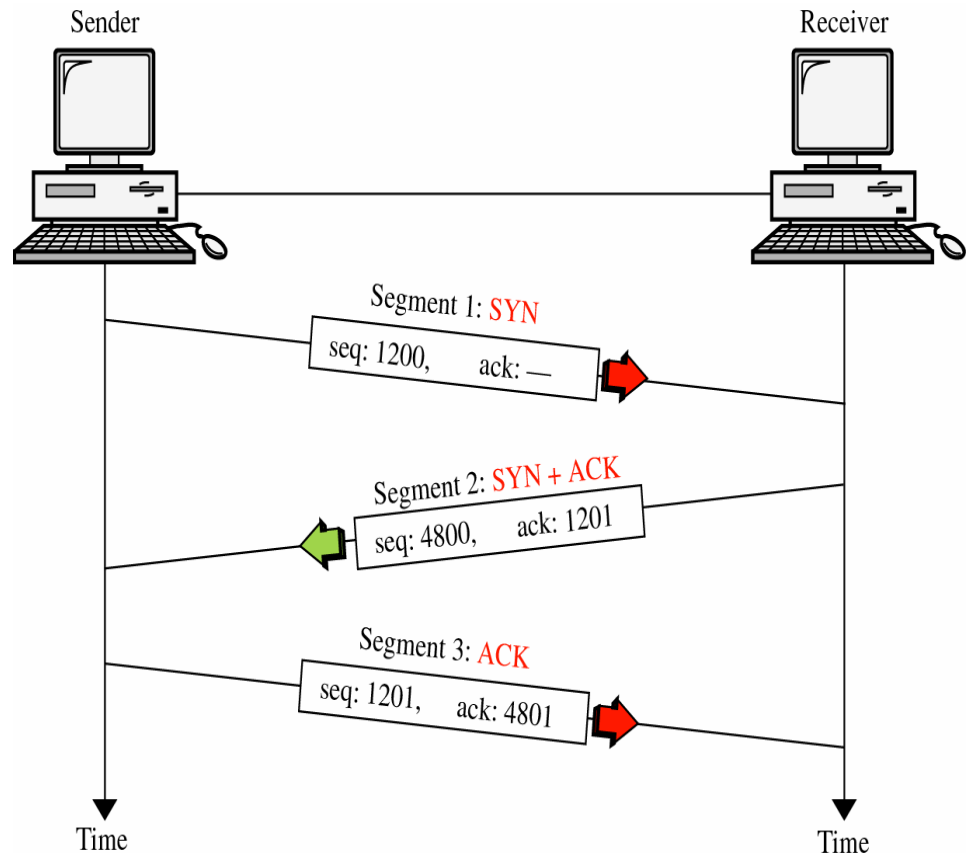 Sender
Receiver
Segment 1: SYN
seq: 1200, ack: —
Segment 2: SYN + ACK
seq: 4800, ack: 1201
Segment 3: ACK
seq: 1201, ack: 4801
Time
Time